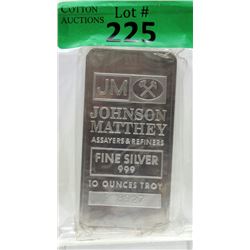 COTTON
AUCTIONS
Lot #
225
JM
JOHNSON
MATTHEY
ASSAYERS & REFINERS
FINE SILVER
999
10 OUNCES TROY